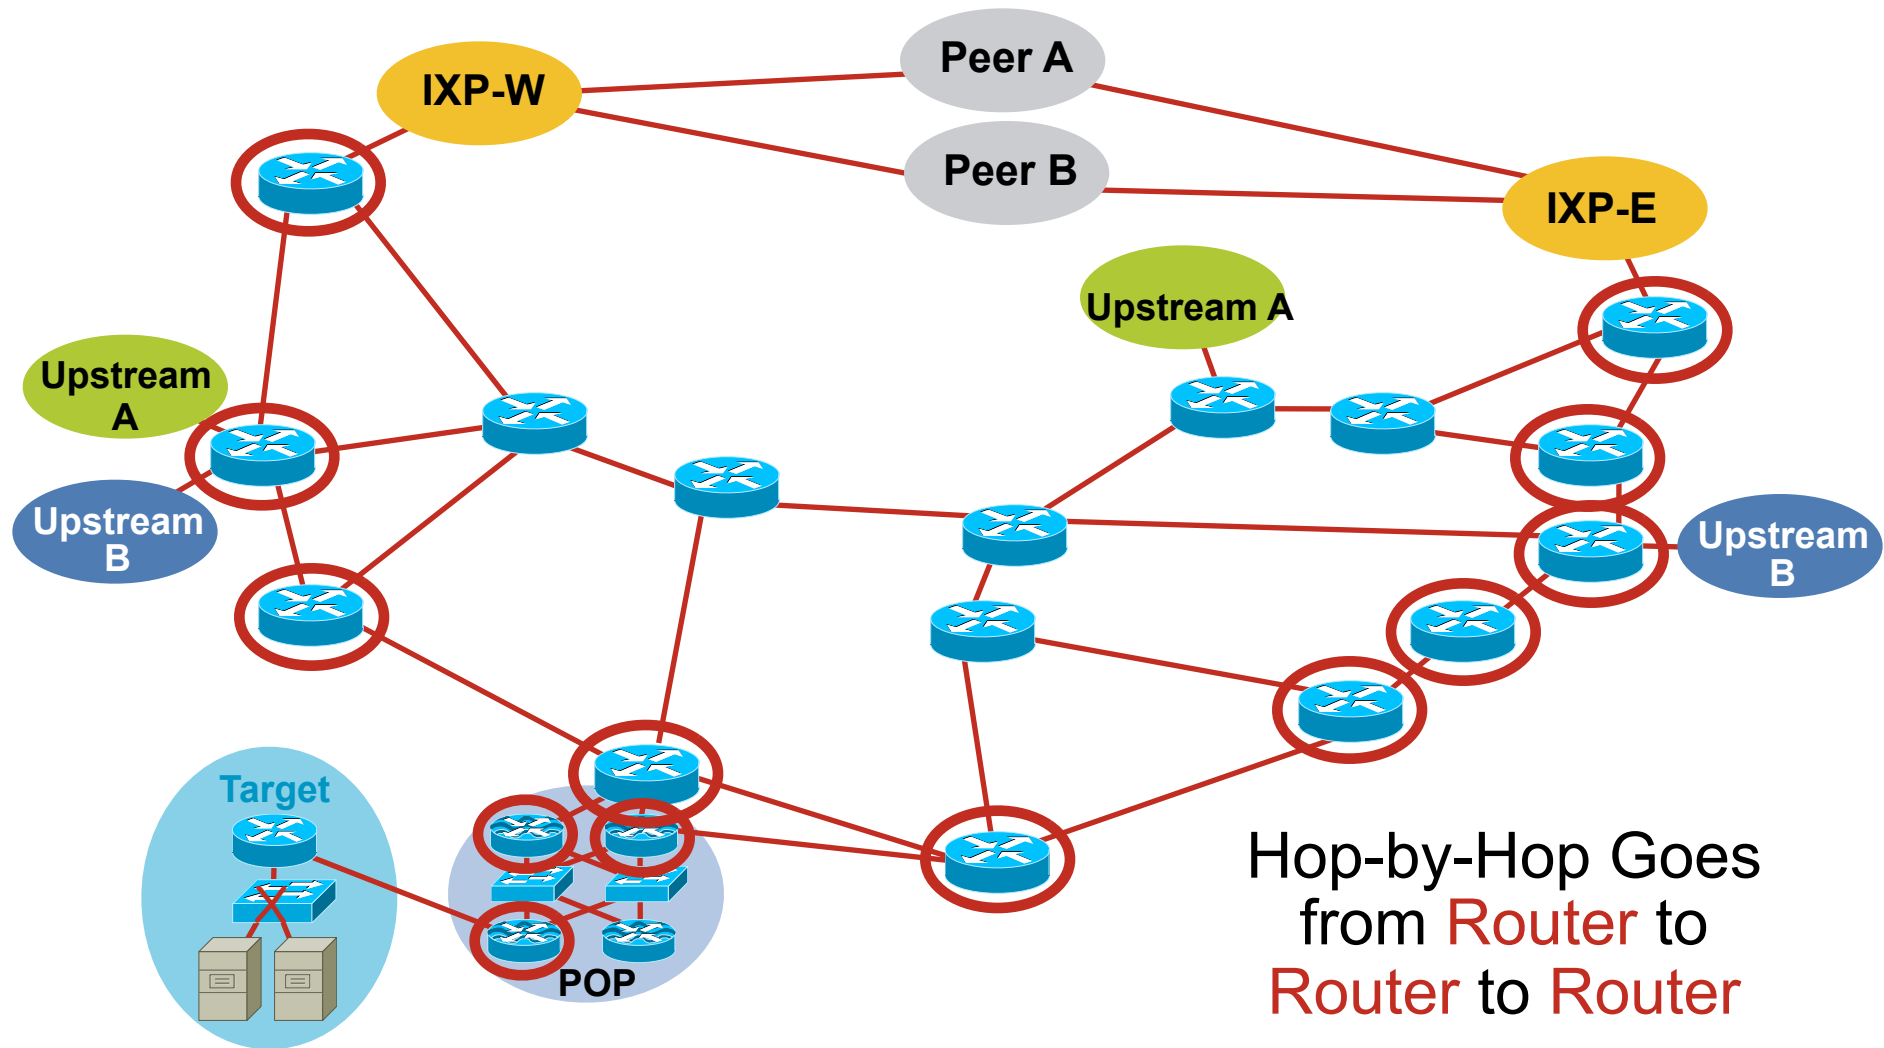 Peer A
IXP-W
Peer B
IXP-E
Upstream A
Upstream
A
Upstream
B
Upstream
B
Target
POP
Hop-by-Hop Goes
from Router to
Router to Router